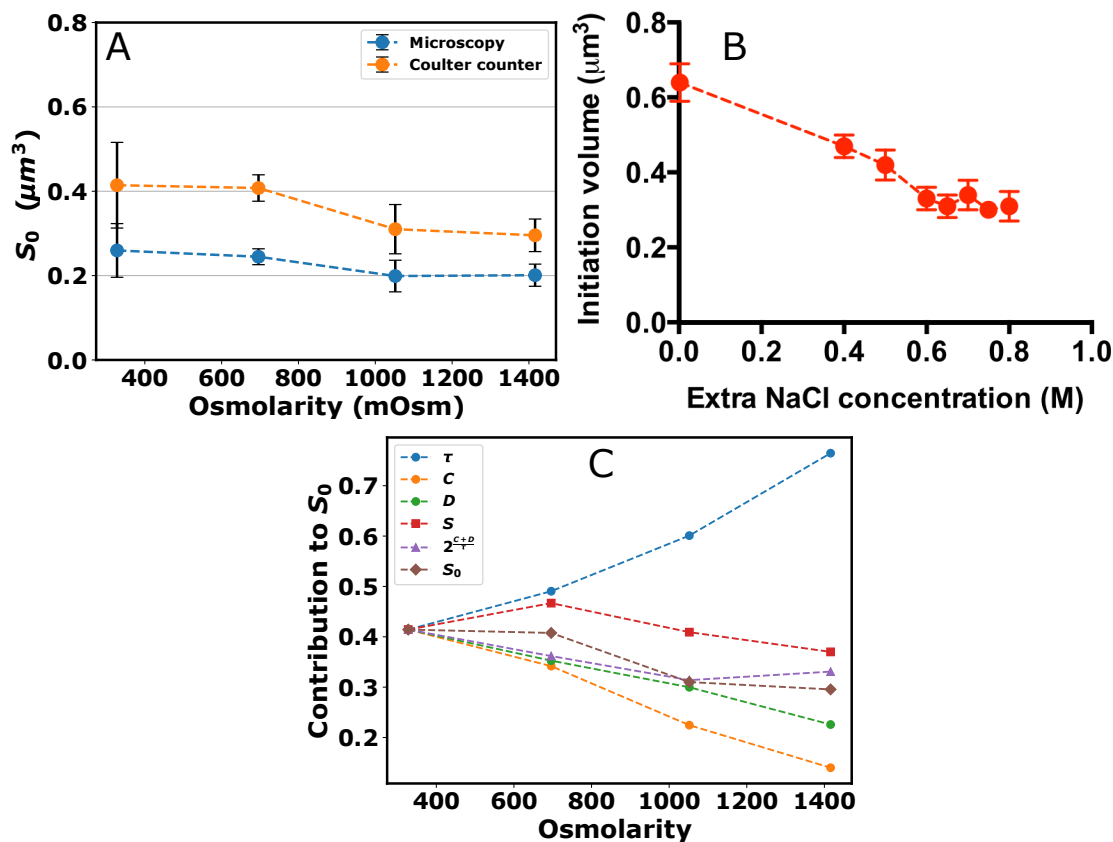 A
Microscopy
Coulter counter
S₀ (μm³)
0.8
0.6
0.4
0.2
0.0
400 600 800 1000 1200 1400
Osmolarity (mOsm)
B
Initiation volume (μm³)
0.8
0.6
0.4
0.2
0.0
0.0 0.2 0.4 0.6 0.8 1.0
Extra NaCl concentration (M)
C
τ
C
D
S
2^((C+D)/τ)
S₀
Contribution to S₀
0.7
0.6
0.5
0.4
0.3
0.2
400 600 800 1000 1200 1400
Osmolarity